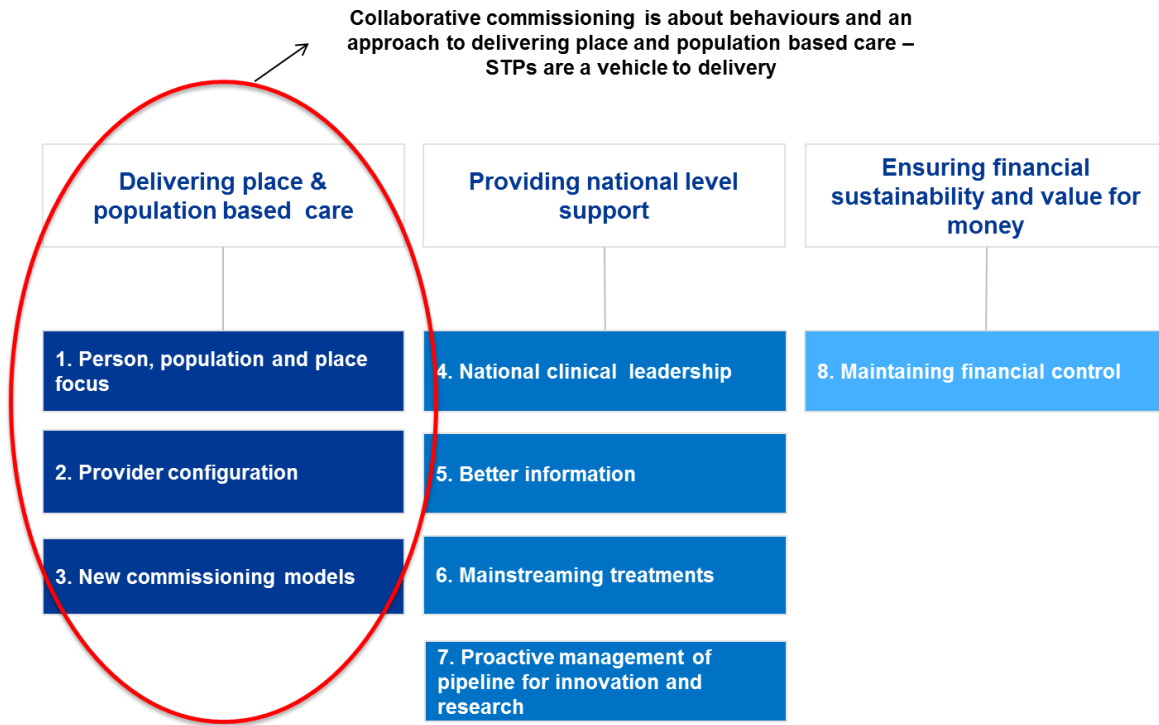 Collaborative commissioning is about behaviours and an
approach to delivering place and population based care –
STPs are a vehicle to delivery
Delivering place &
population based care
1. Person, population and place
focus
2. Provider configuration
3. New commissioning models
Providing national level
support
4. National clinical leadership
5. Better information
6. Mainstreaming treatments
7. Proactive management of
pipeline for innovation and
research
Ensuring financial
sustainability and value for
money
8. Maintaining financial control